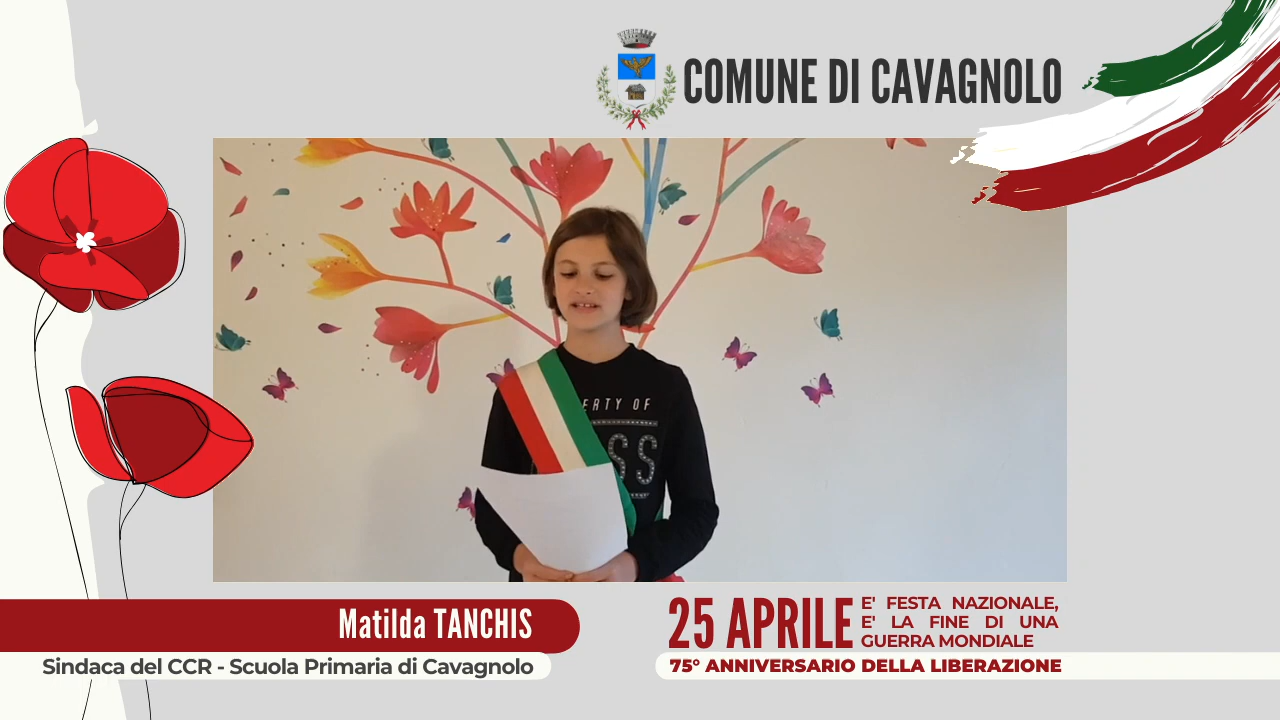 COMUNE DI CAVAGNOLO
ERTY OF
SS
Matilda TANCHIS
Sindaca del CCR - Scuola Primaria di Cavagnolo
25 APRILE
E' FESTA NAZIONALE,
E' LA FINE DI UNA
GUERRA MONDIALE
75° ANNIVERSARIO DELLA LIBERAZIONE